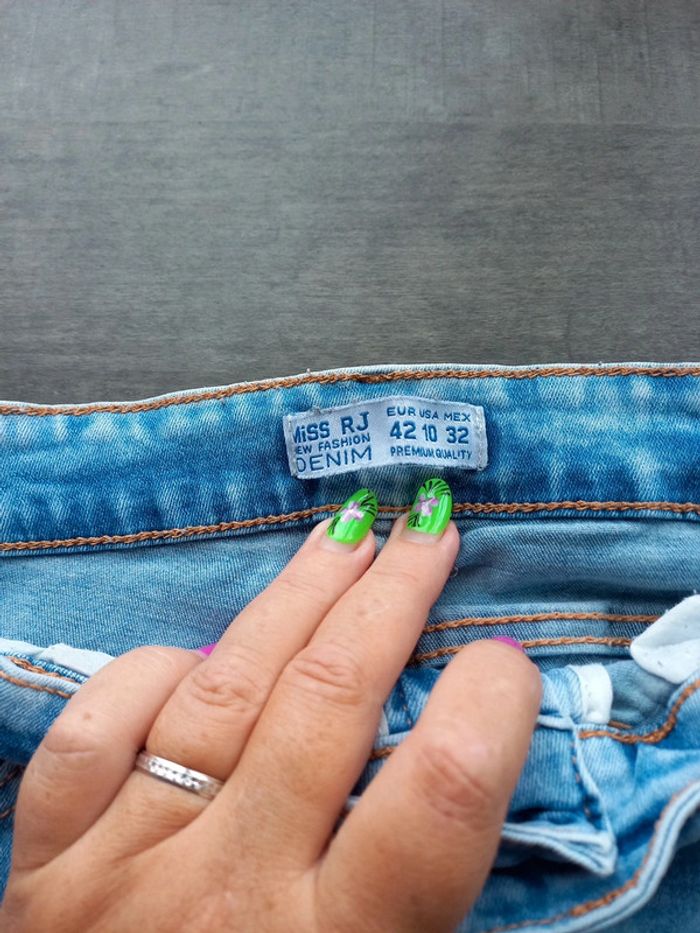 MiSS RJ
NEW FASHION
DENIM
EUR USA MEX
42 10 32
PREMIUM QUALITY